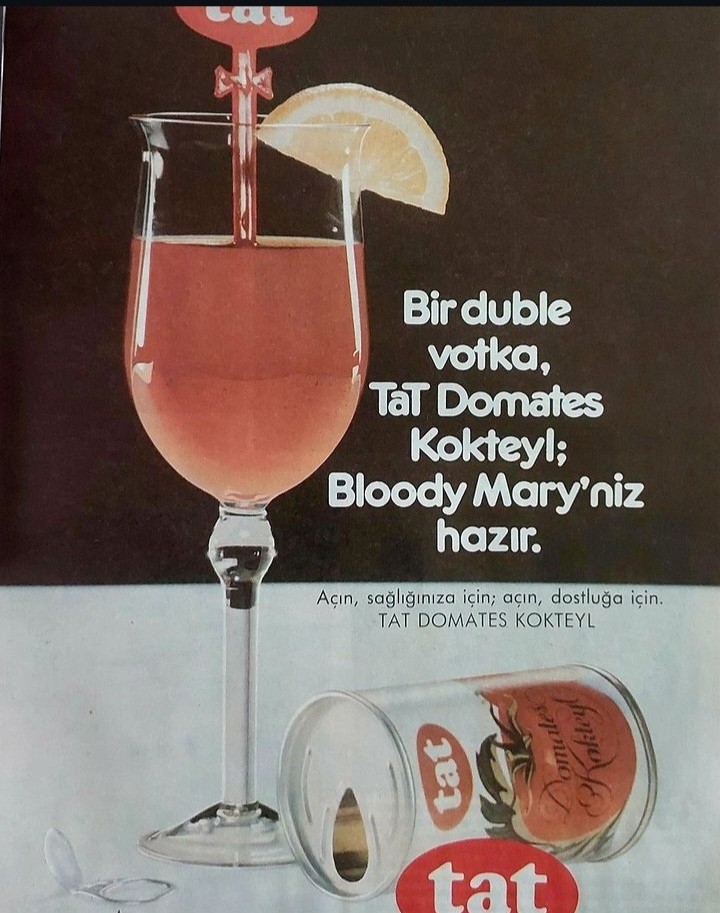 tat
Bir duble
votka,
TaT Domates
Kokteyl;
Bloody Mary'niz
hazır.
Açın, sağlığınıza için; açın, dostluğa için.
TAT DOMATES KOKTEYL
tat
Domates
Kokteyl
tat